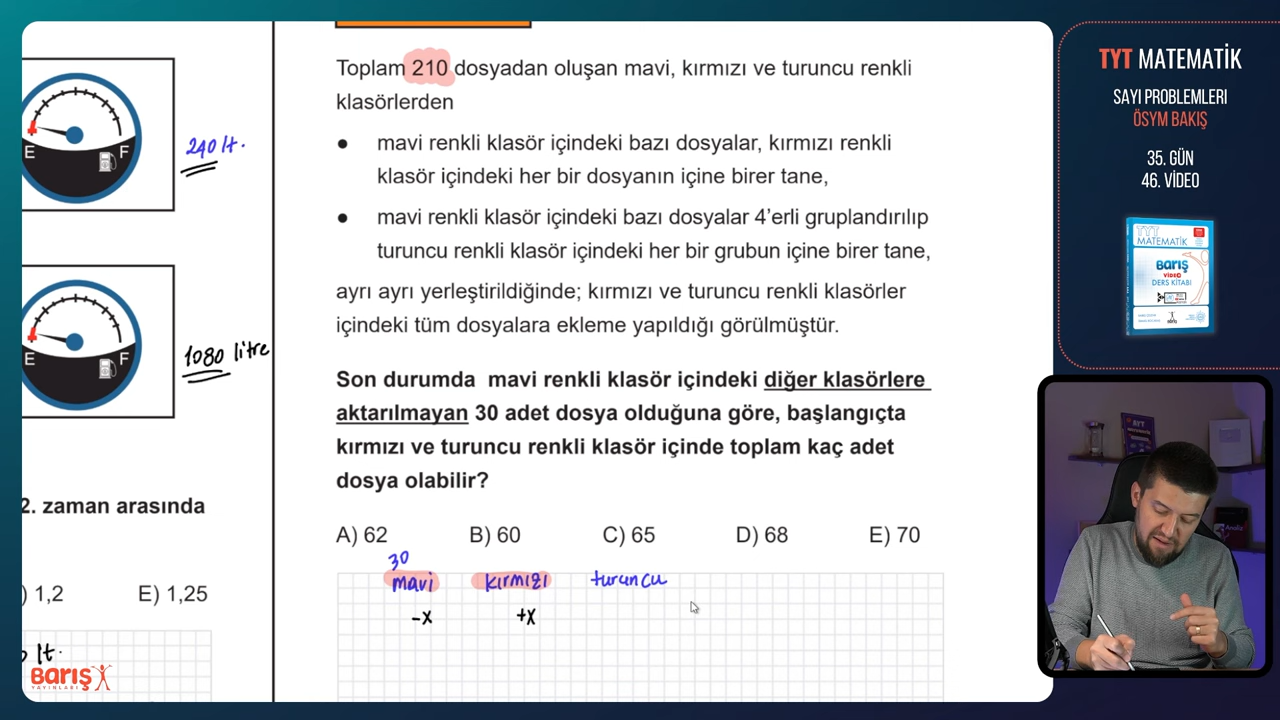 E
F
240 lt.
E
F
1080 litre
2. zaman arasında
) 1,2
E) 1,25
lt.
Barış
YAYINLARI
Toplam 210 dosyadan oluşan mavi, kırmızı ve turuncu renkli
klasörlerden
● mavi renkli klasör içindeki bazı dosyalar, kırmızı renkli
klasör içindeki her bir dosyanın içine birer tane,
● mavi renkli klasör içindeki bazı dosyalar 4’erli gruplandırılıp
turuncu renkli klasör içindeki her bir grubun içine birer tane,
ayrı ayrı yerleştirildiğinde; kırmızı ve turuncu renkli klasörler
içindeki tüm dosyalara ekleme yapıldığı görülmüştür.
Son durumda mavi renkli klasör içindeki diğer klasörlere
aktarılmayan 30 adet dosya olduğuna göre, başlangıçta
kırmızı ve turuncu renkli klasör içinde toplam kaç adet
dosya olabilir?
A) 62 B) 60 C) 65 D) 68 E) 70
30
mavi kırmızı turuncu
-x +x
TYT MATEMATİK
SAYI PROBLEMLERI
ÖSYM BAKIŞ
35. GÜN
46. VİDEO
TYT
MATEMATİK
Barış
VİDEO
DERS KİTABI